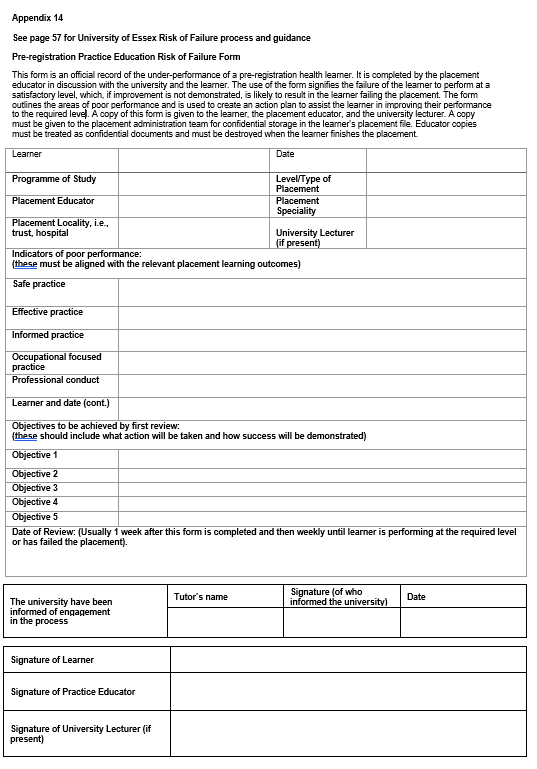 Appendix 14
See page 57 for University of Essex Risk of Failure process and guidance
Pre-registration Practice Education Risk of Failure Form
This form is an official record of the under-performance of a pre-registration health learner. It is completed by the placement
educator in discussion with the university and the learner. The use of the form signifies the failure of the learner to perform at a
satisfactory level, which, if improvement is not demonstrated, is likely to result in the learner failing the placement. The form
outlines the areas of poor performance and is used to create an action plan to assist the learner in improving their performance
to the required level. A copy of this form is given to the learner, the placement educator, and the university lecturer. A copy
must be given to the placement administration team for confidential storage in the learner's placement file. Educator copies
must be treated as confidential documents and must be destroyed when the learner finishes the placement.
Learner
Date
Programme of Study
Level/Type of
Placement
Placement Educator
Placement
Speciality
Placement Locality, i.e.,
trust, hospital
University Lecturer
(if present)
Indicators of poor performance:
(these must be aligned with the relevant placement learning outcomes)
Safe practice
Effective practice
Informed practice
Occupational focused
practice
Professional conduct
Learner and date (cont.)
Objectives to be achieved by first review:
(these should include what action will be taken and how success will be demonstrated)
Objective 1
Objective 2
Objective 3
Objective 4
Objective 5
Date of Review: (Usually 1 week after this form is completed and then weekly until learner is performing at the required level
or has failed the placement).
The university have been
informed of engagement
in the process
Tutor's name
Signature (of who
informed the university)
Date
Signature of Learner
Signature of Practice Educator
Signature of University Lecturer (if
present)